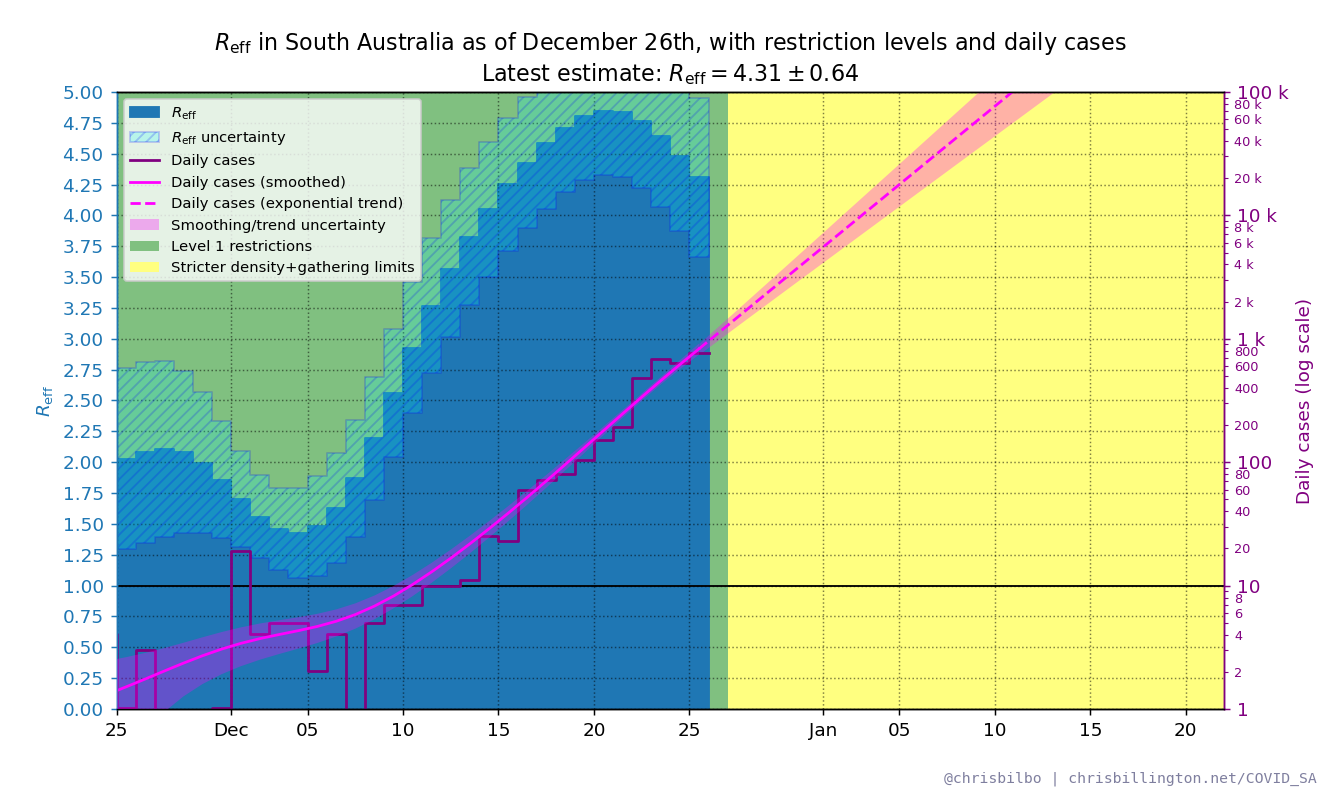 R_eff in South Australia as of December 26th, with restriction levels and daily cases
Latest estimate: R_eff = 4.31 ± 0.64
R_eff
R_eff uncertainty
Daily cases
Daily cases (smoothed)
Daily cases (exponential trend)
Smoothing/trend uncertainty
Level 1 restrictions
Stricter density+gathering limits
R_eff
5.00
4.75
4.50
4.25
4.00
3.75
3.50
3.25
3.00
2.75
2.50
2.25
2.00
1.75
1.50
1.25
1.00
0.75
0.50
0.25
0.00
100 k
80 k
60 k
40 k
20 k
10 k
8 k
6 k
4 k
2 k
1 k
800
600
400
200
100
80
60
40
20
10
8
6
4
2
1
Daily cases (log scale)
25 Dec 05 10 15 20 25 Jan 05 10 15 20
@chrisbilbo | chrisbillington.net/COVID_SA